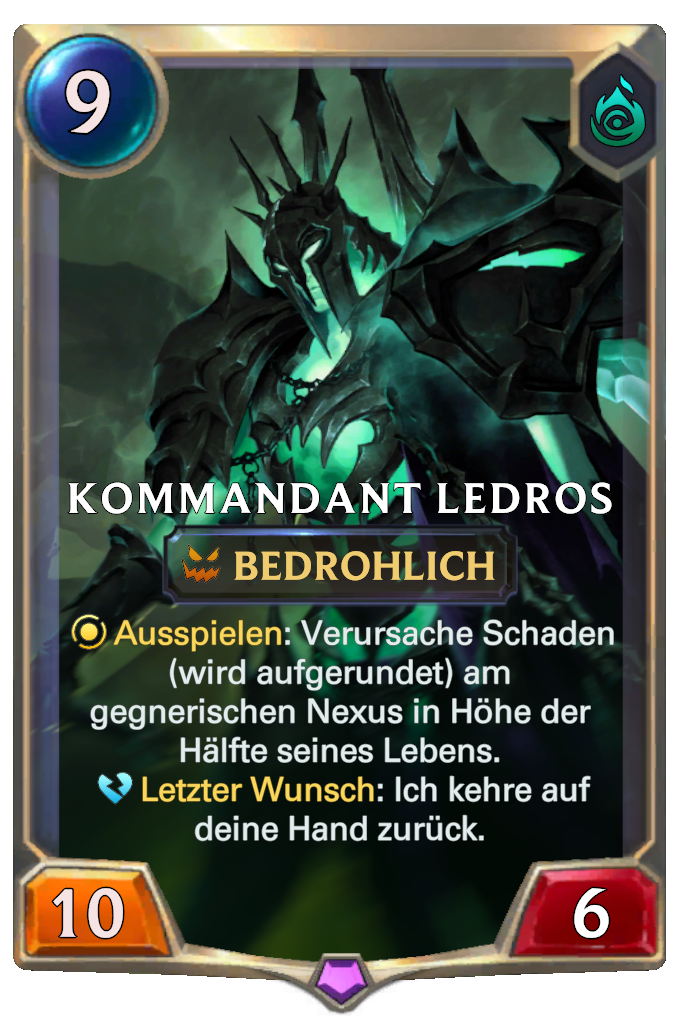 9
KOMMANDANT LEDROS
BEDROHLICH
Ausspielen: Verursache Schaden
(wird aufgerundet) am
gegnerischen Nexus in Höhe der
Hälfte seines Lebens.
Letzter Wunsch: Ich kehre auf
deine Hand zurück.
10
6